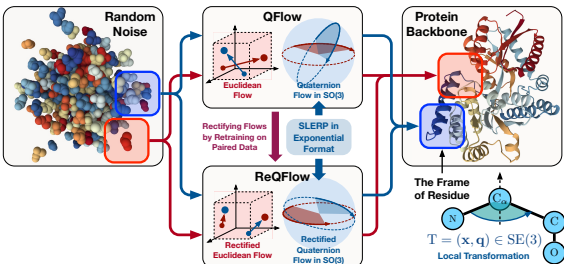 Random
Noise
QFlow
Euclidean
Flow
Quaternion
Flow in SO(3)
Rectifying Flows
by Retraining on
Paired Data
SLERP in
Exponential
Format
ReQFlow
Rectified
Euclidean Flow
Rectified
Quaternion
Flow in SO(3)
Protein
Backbone
The Frame
of Residue
N
Cα
C
O
T = (x, q) ∈ SE(3)
Local Transformation